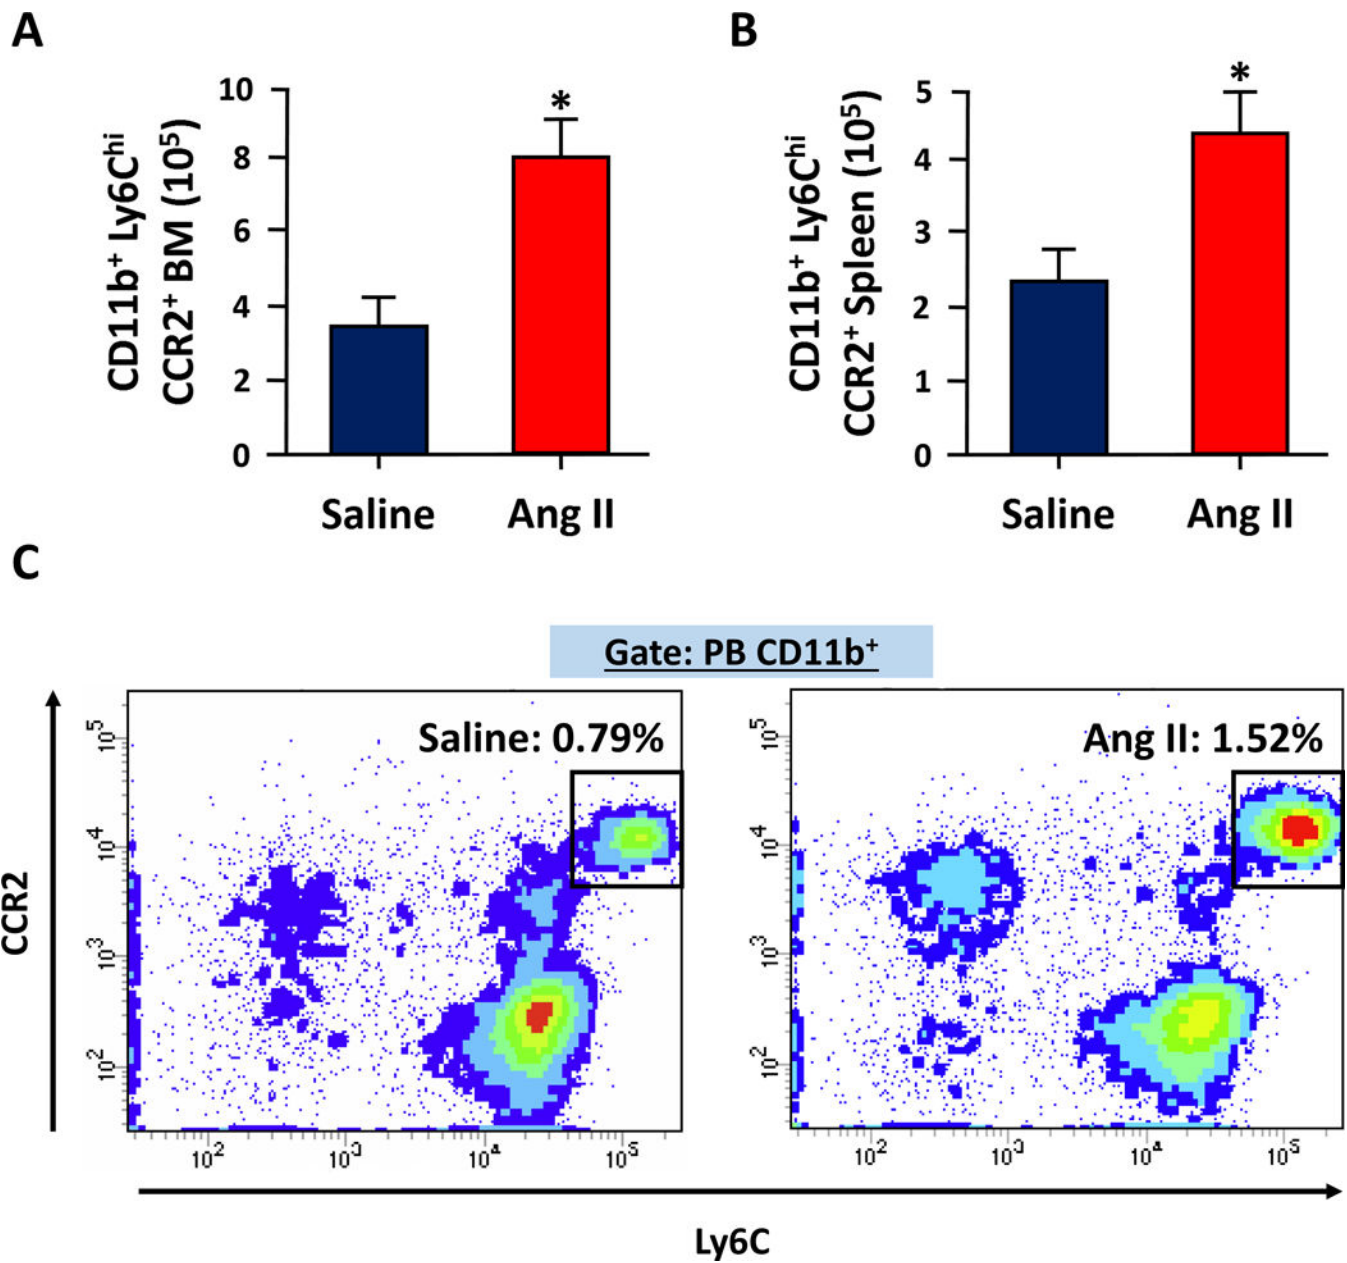 A
CD11b⁺ Ly6Cʰⁱ
CCR2⁺ BM (10⁵)
10
8
6
4
2
0
Saline
Ang II
*
B
CD11b⁺ Ly6Cʰⁱ
CCR2⁺ Spleen (10⁵)
5
4
3
2
1
0
Saline
Ang II
*
C
Gate: PB CD11b⁺
CCR2
Saline: 0.79%
10⁵
10⁴
10³
10²
10² 10³ 10⁴ 10⁵
Ang II: 1.52%
10⁵
10⁴
10³
10²
10² 10³ 10⁴ 10⁵
Ly6C